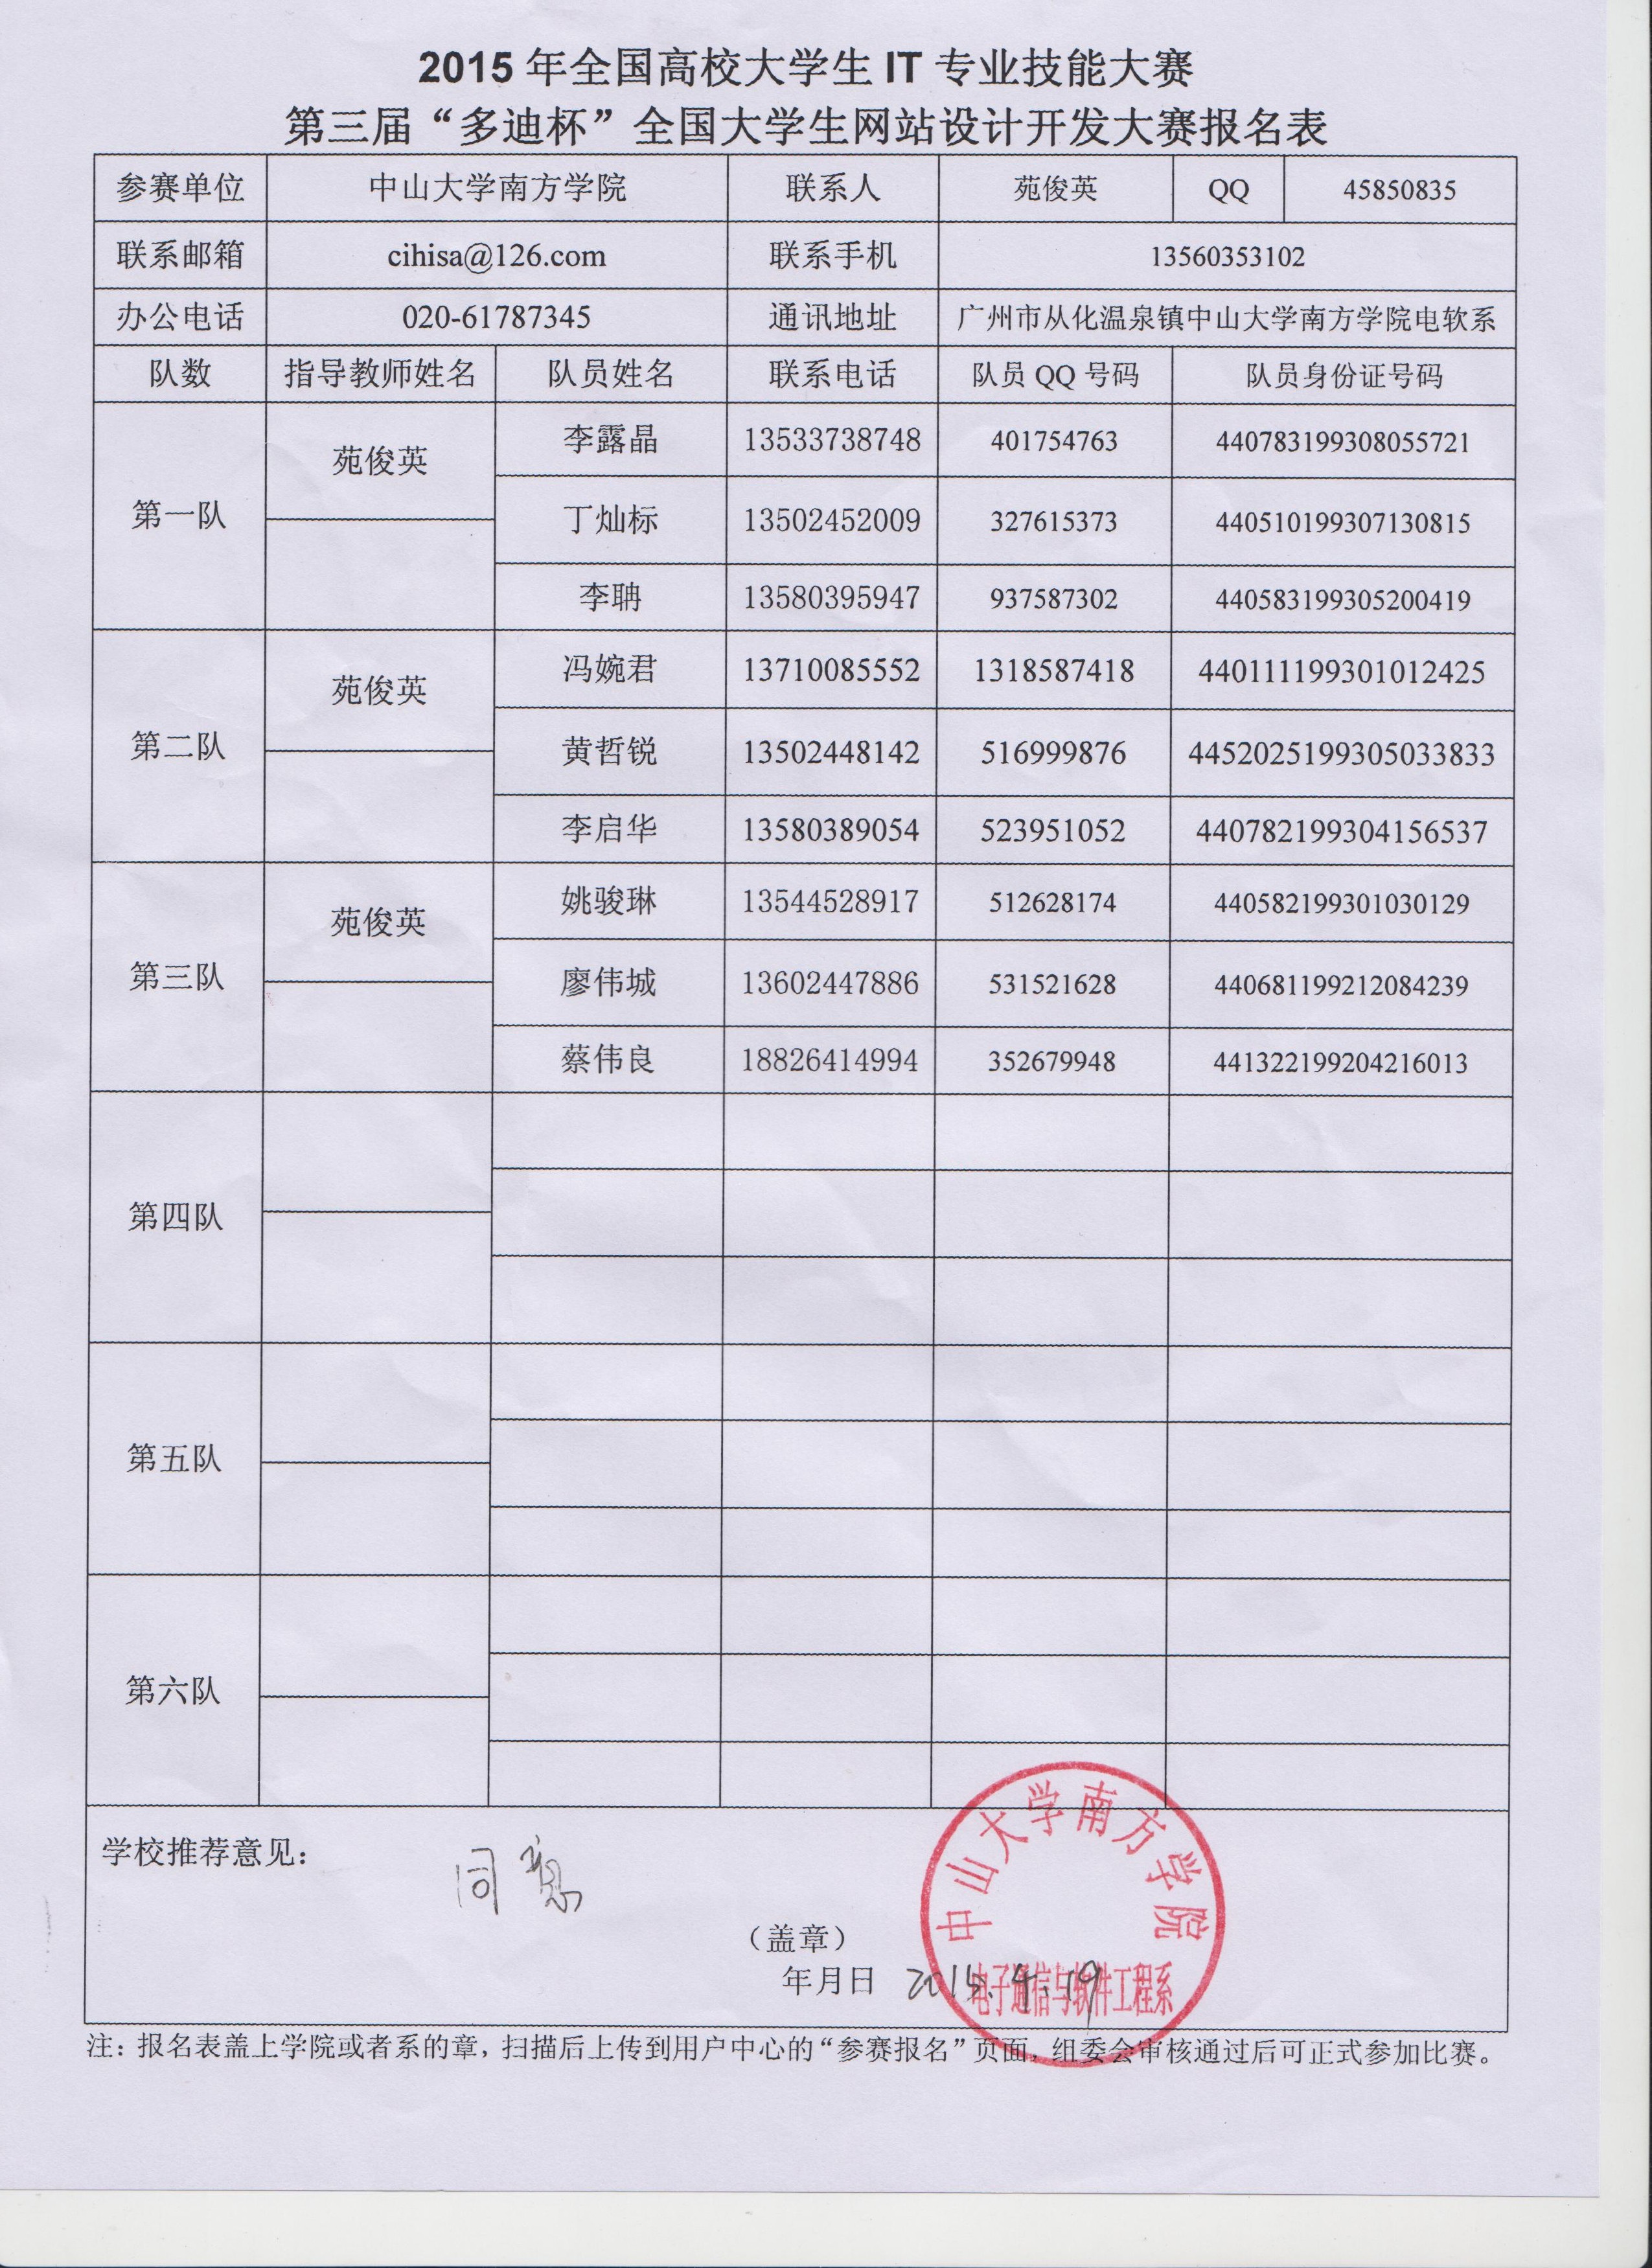 2015年全国高校大学生IT专业技能大赛
第三届“多迪杯”全国大学生网站设计开发大赛报名表
参赛单位 中山大学南方学院 联系人 苑俊英 QQ 45850835
联系邮箱 cihisa@126.com 联系手机 13560353102
办公电话 020-61787345 通讯地址 广州市从化温泉镇中山大学南方学院电软系
队数 指导教师姓名 队员姓名 联系电话 队员QQ号码 队员身份证号码
第一队 苑俊英 李露晶 13533738748 401754763 440783199308055721
丁灿标 13502452009 327615373 440510199307130815
李聃 13580395947 937587302 440583199305200419
第二队 苑俊英 冯婉君 13710085552 1318587418 440111199301012425
黄哲锐 13502448142 516999876 4452025199305033833
李启华 13580389054 523951052 440782199304156537
第三队 苑俊英 姚骏琳 13544528917 512628174 440582199301030129
廖伟城 13602447886 531521628 440681199212084239
蔡伟良 18826414994 352679948 441322199204216013
第四队
第五队
第六队
学校推荐意见：
同意
（盖章）
年月日 2015.4.19
中山大学南方学院
电子通信与软件工程系
注：报名表盖上学院或者系的章，扫描后上传到用户中心的“参赛报名”页面，组委会审核通过后可正式参加比赛。